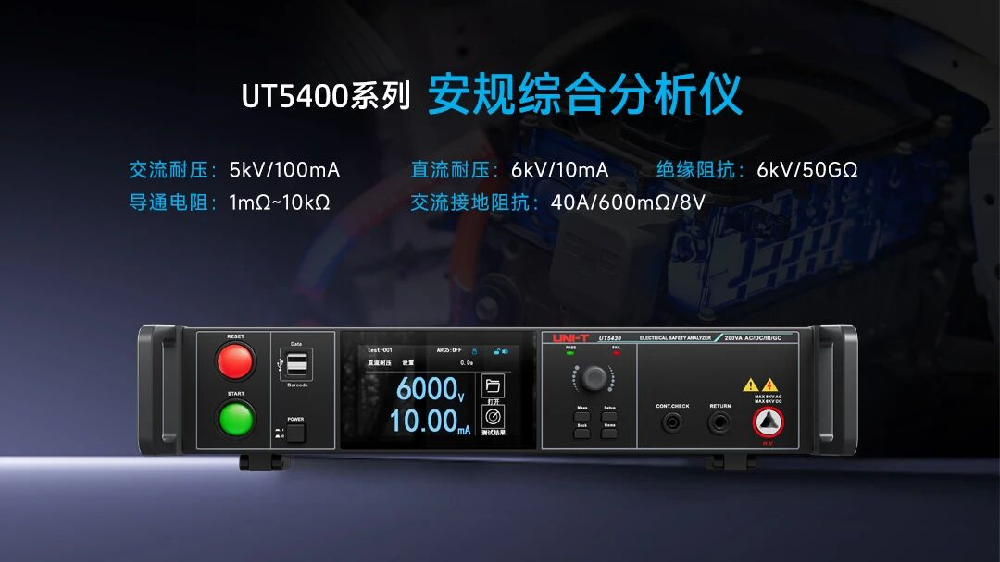 UT5400系列 安规综合分析仪
交流耐压：5kV/100mA 直流耐压：6kV/10mA 绝缘阻抗：6kV/50GΩ
导通电阻：1mΩ~10kΩ 交流接地阻抗：40A/600mΩ/8V
RESET
START
Data
Barcode
POWER
test-001 ARC5:OFF
直流耐压 设置 0.0s
6000V
10.00mA
打开
测试结果
UNI-T UT5430 ELECTRICAL SAFETY ANALYZER 200VA AC/DC/IR/GC
PASS FAIL
Meas Setup
Back Home
CONT.CHECK RETURN
MAX 5KV AC
MAX 6KV DC
H.V